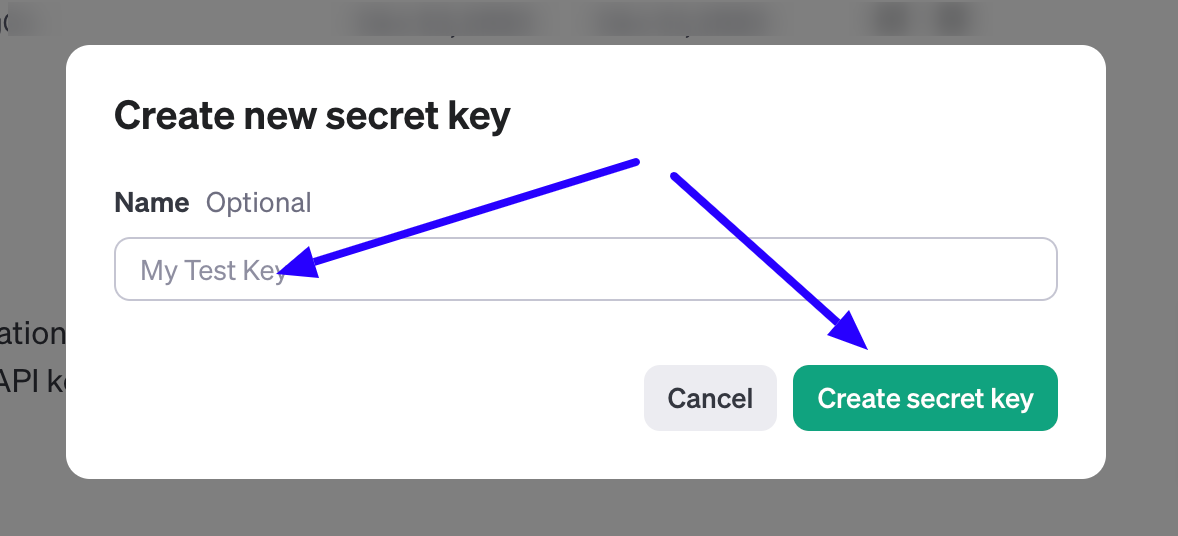 Create new secret key
Name Optional
My Test Key
ation
API k
Cancel
Create secret key